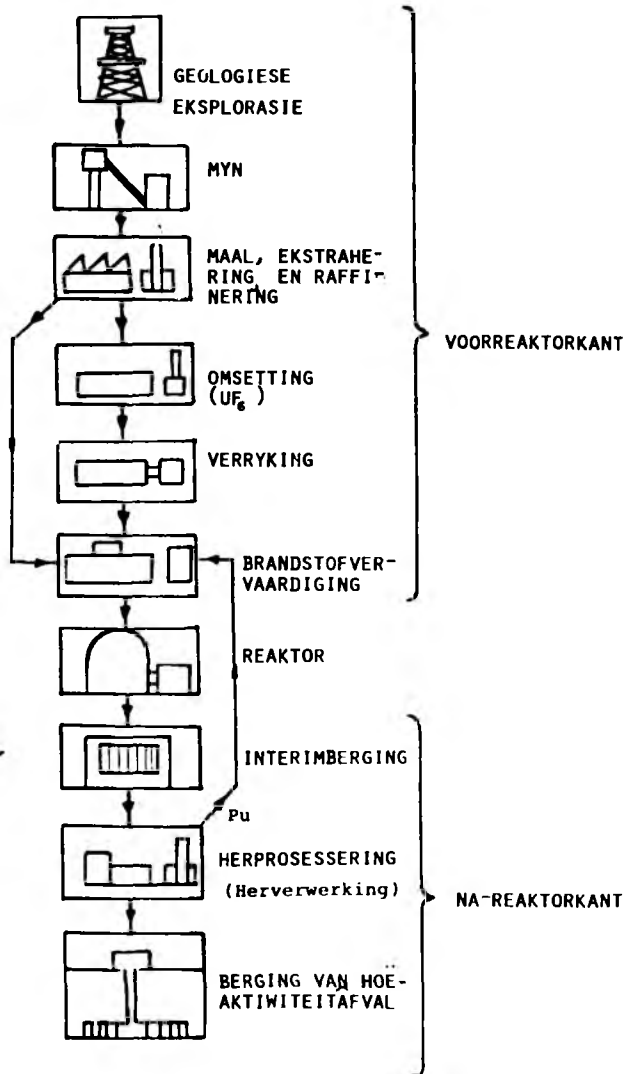 GEOLOGIESE
EKSPLORASIE
MYN
MAAL, EKSTRAHE-
RING, EN RAFFI-
NERING
VOORREAKTORKANT
OMSETTING
(UF₆)
VERRYKING
BRANDSTOFVER-
VAARDIGING
REAKTOR
INTERIMBERGING
Pu
HERPROSESSERING
(Herverwerking)
NA-REAKTORKANT
BERGING VAN HOË-
AKTIWITEITAFVAL